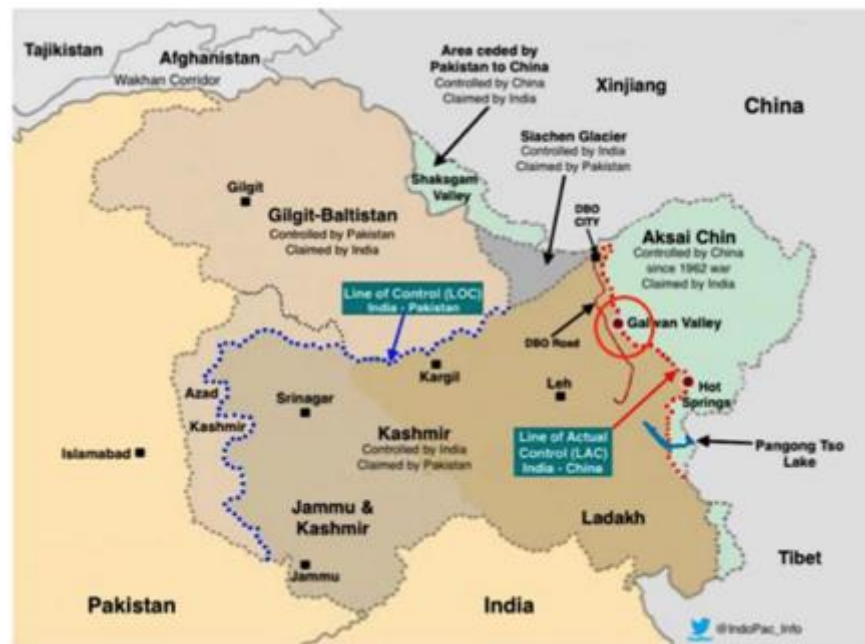 Tajikistan
Afghanistan
Wakhan Corridor
Area ceded by
Pakistan to China
Controlled by China
Claimed by India
Xinjiang
China
Siachen Glacier
Controlled by India
Claimed by Pakistan
Shaksgam
Valley
Gilgit
Gilgit-Baltistan
Controlled by Pakistan
Claimed by India
DBO
CITY
Aksai Chin
Controlled by China
since 1962 war
Claimed by India
Line of Control (LOC)
India - Pakistan
Galwan Valley
DBO Road
Kargil
Leh
Hot
Springs
Azad
Kashmir
Srinagar
Islamabad
Kashmir
Controlled by India
Claimed by Pakistan
Line of Actual
Control (LAC)
India - China
Pangong Tso
Lake
Jammu &
Kashmir
Ladakh
Jammu
Tibet
Pakistan
India
@IndoPac_Info